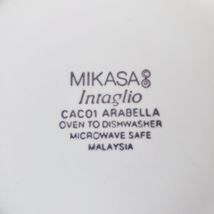 MIKASA
Intaglio
CAC01 ARABELLA
OVEN TO DISHWASHER
MICROWAVE SAFE
MALAYSIA